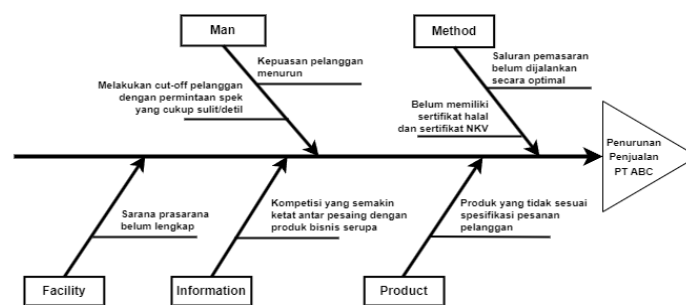 Man
Method
Kepuasan pelanggan
menurun
Melakukan cut-off pelanggan
dengan permintaan spek
yang cukup sulit/detil
Saluran pemasaran
belum dijalankan
secara optimal
Belum memiliki
sertifikat halal
dan sertifikat NKV
Penurunan
Penjualan
PT ABC
Sarana prasarana
belum lengkap
Kompetisi yang semakin
ketat antar pesaing dengan
produk bisnis serupa
Produk yang tidak sesuai
spesifikasi pesanan
pelanggan
Facility
Information
Product